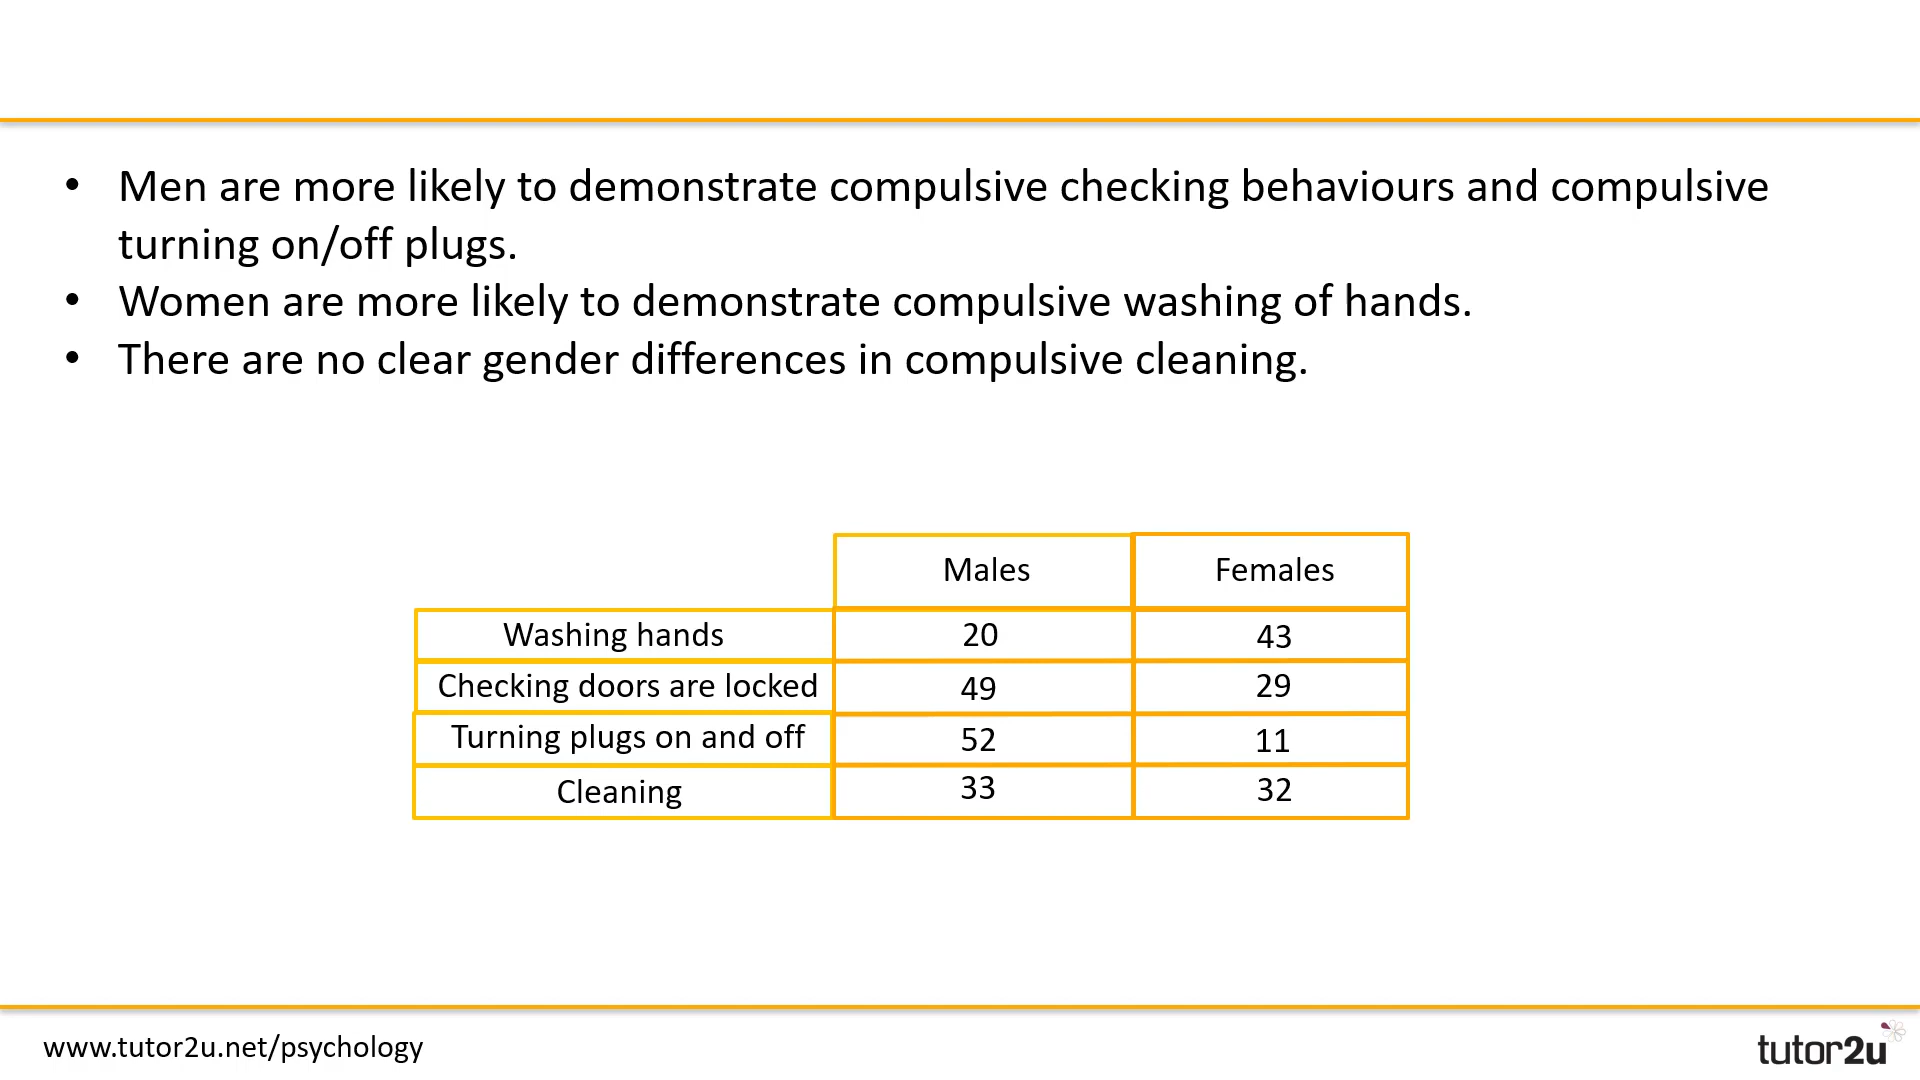 • Men are more likely to demonstrate compulsive checking behaviours and compulsive
turning on/off plugs.
• Women are more likely to demonstrate compulsive washing of hands.
• There are no clear gender differences in compulsive cleaning.
Males Females
Washing hands 20 43
Checking doors are locked 49 29
Turning plugs on and off 52 11
Cleaning 33 32
www.tutor2u.net/psychology
tutor2u